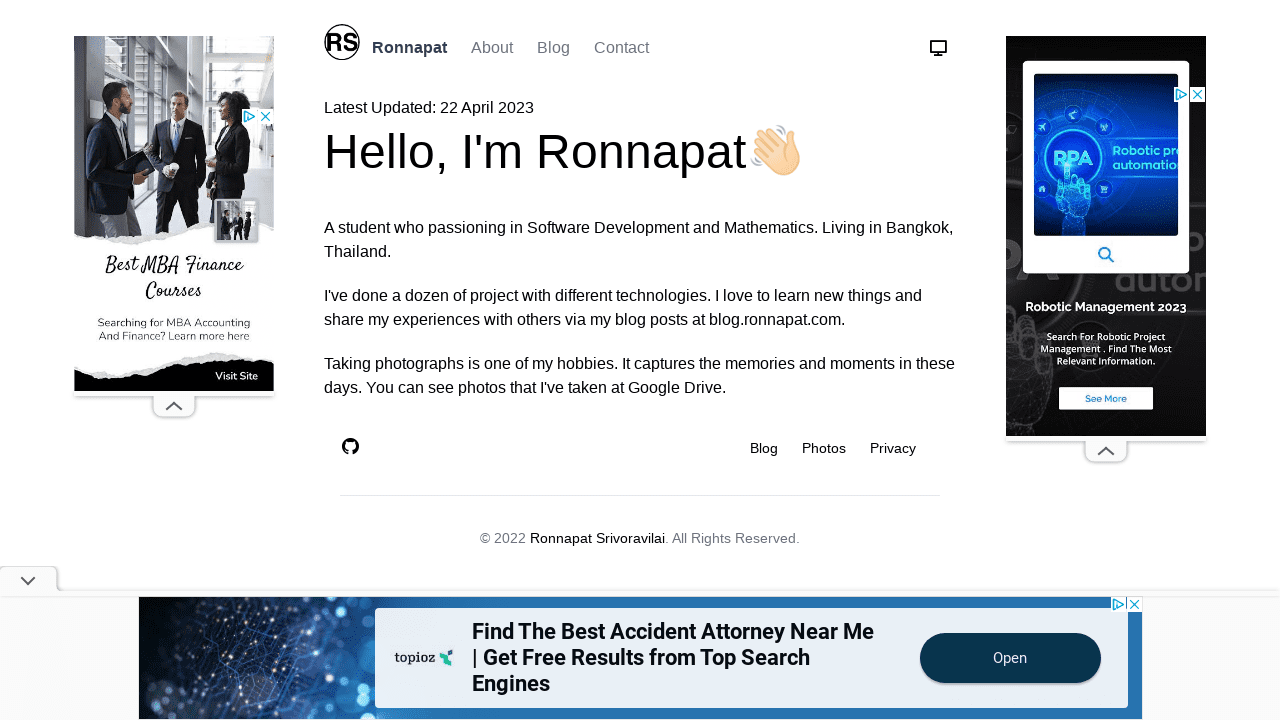 RS
Ronnapat
About
Blog
Contact
Latest Updated: 22 April 2023
Hello, I'm Ronnapat
A student who passioning in Software Development and Mathematics. Living in Bangkok,
Thailand.
I've done a dozen of project with different technologies. I love to learn new things and
share my experiences with others via my blog posts at blog.ronnapat.com.
Taking photographs is one of my hobbies. It captures the memories and moments in these
days. You can see photos that I've taken at Google Drive.
Blog
Photos
Privacy
© 2022 Ronnapat Srivoravilai. All Rights Reserved.
Best MBA Finance
Courses
Searching for MBA Accounting
And Finance? Learn more here
Visit Site
RPA
Robotic pr
automation
Robotic Management 2023
Search For Robotic Project
Management . Find The Most
Relevant Information.
See More
topioz
Find The Best Accident Attorney Near Me
| Get Free Results from Top Search
Engines
Open